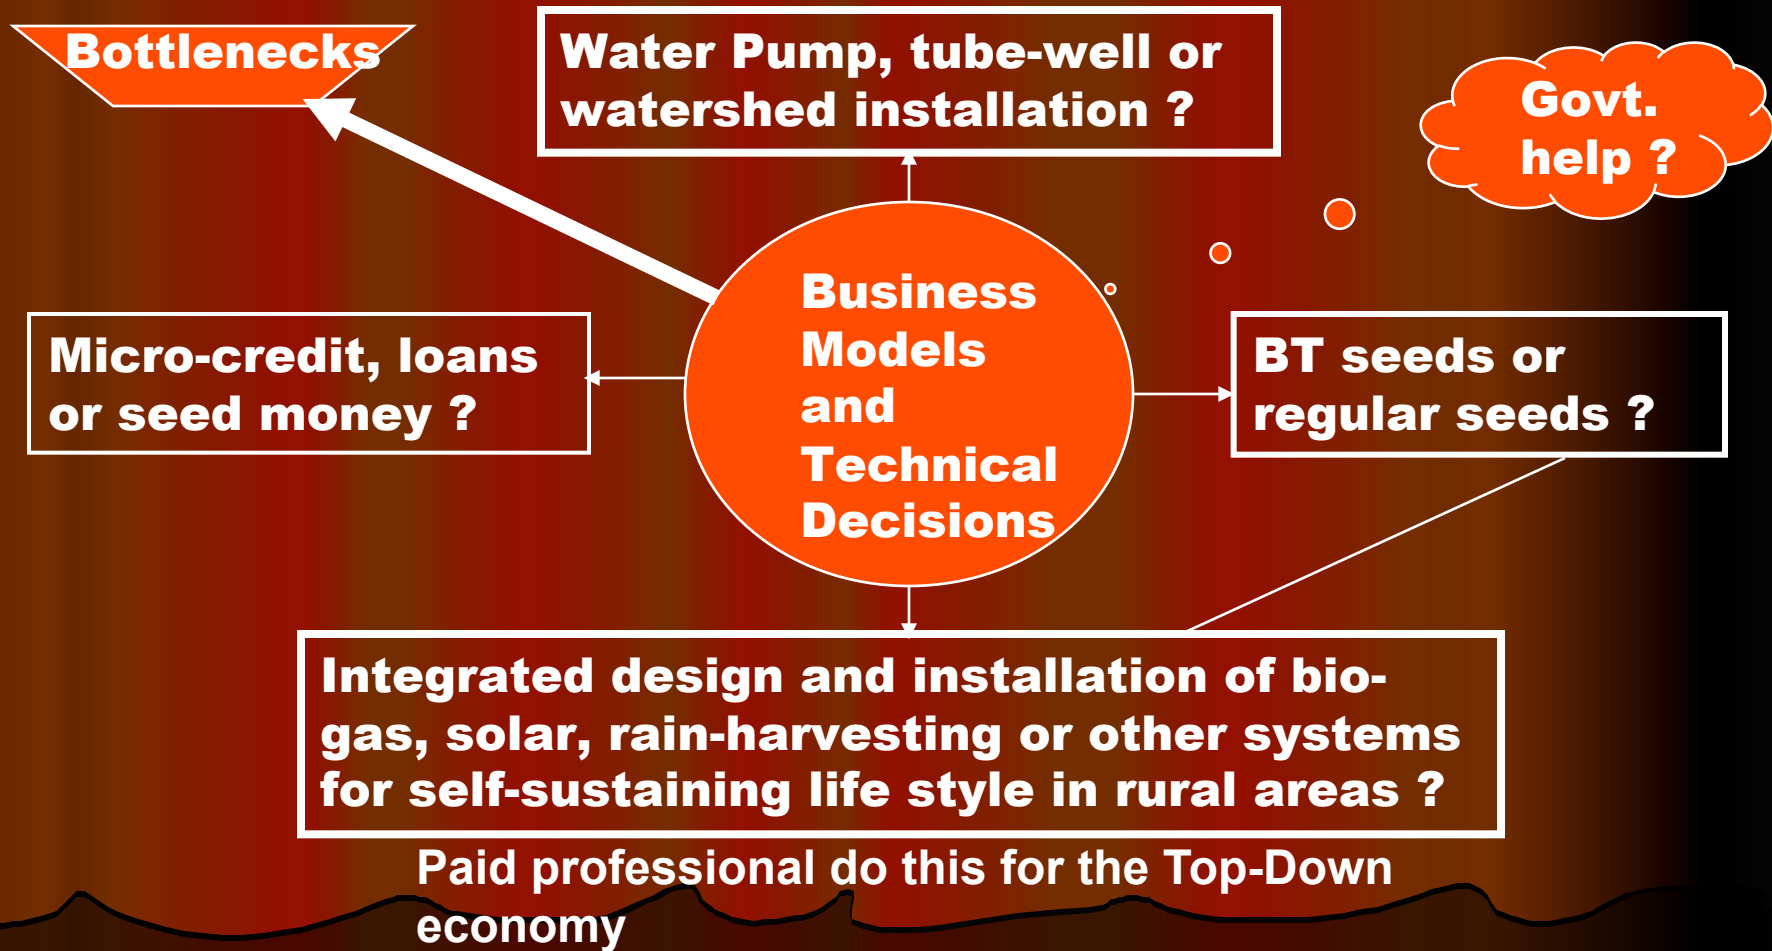 Bottlenecks
Water Pump, tube-well or
watershed installation ?
Govt.
help ?
Micro-credit, loans
or seed money ?
Business
Models
and
Technical
Decisions
BT seeds or
regular seeds ?
Integrated design and installation of bio-
gas, solar, rain-harvesting or other systems
for self-sustaining life style in rural areas ?
Paid professional do this for the Top-Down
economy